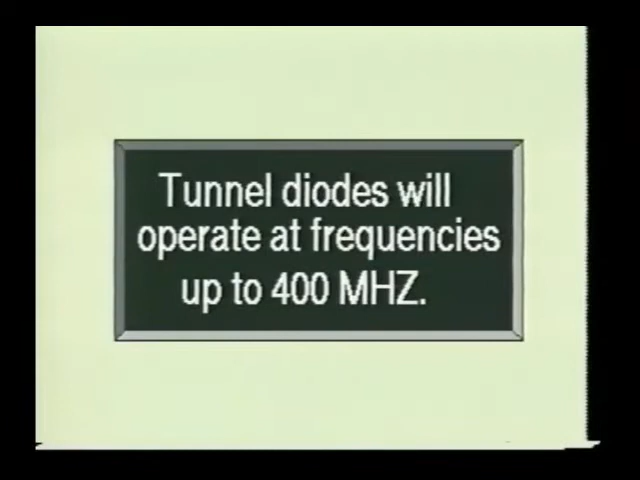 Tunnel diodes will
operate at frequencies
up to 400 MHZ.